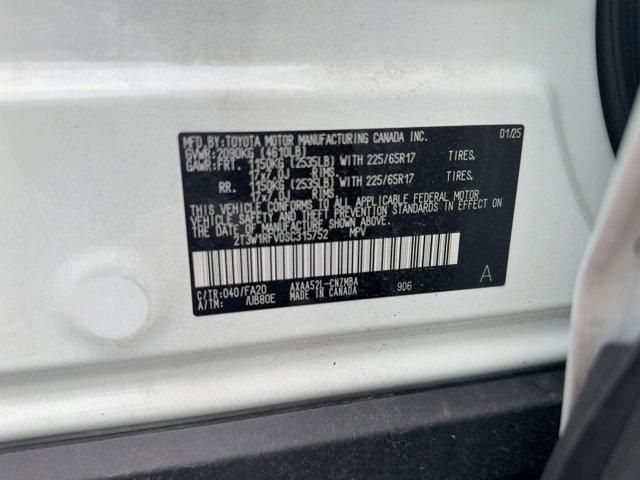 MFD. BY: TOYOTA MOTOR MANUFACTURING CANADA INC. 01/25
GVWR: 2090KG (4610LB)
GAWR: FRT. 1150KG (2535LB) WITH 225/65R17 TIRES,
17X7.0J RIMS,
RR. 1150KG (2535LB) WITH 225/65R17 TIRES,
17X7.0J RIMS,
THIS VEHICLE CONFORMS TO ALL APPLICABLE FEDERAL MOTOR
VEHICLE SAFETY AND THEFT PREVENTION STANDARDS IN EFFECT ON
THE DATE OF MANUFACTURE SHOWN ABOVE.
2T3W1RFV0SC315752 MPV
C/TR: 040/FA20 AXAA52L-CNZMBA 906 A
A/TM: /UB80E MADE IN CANADA